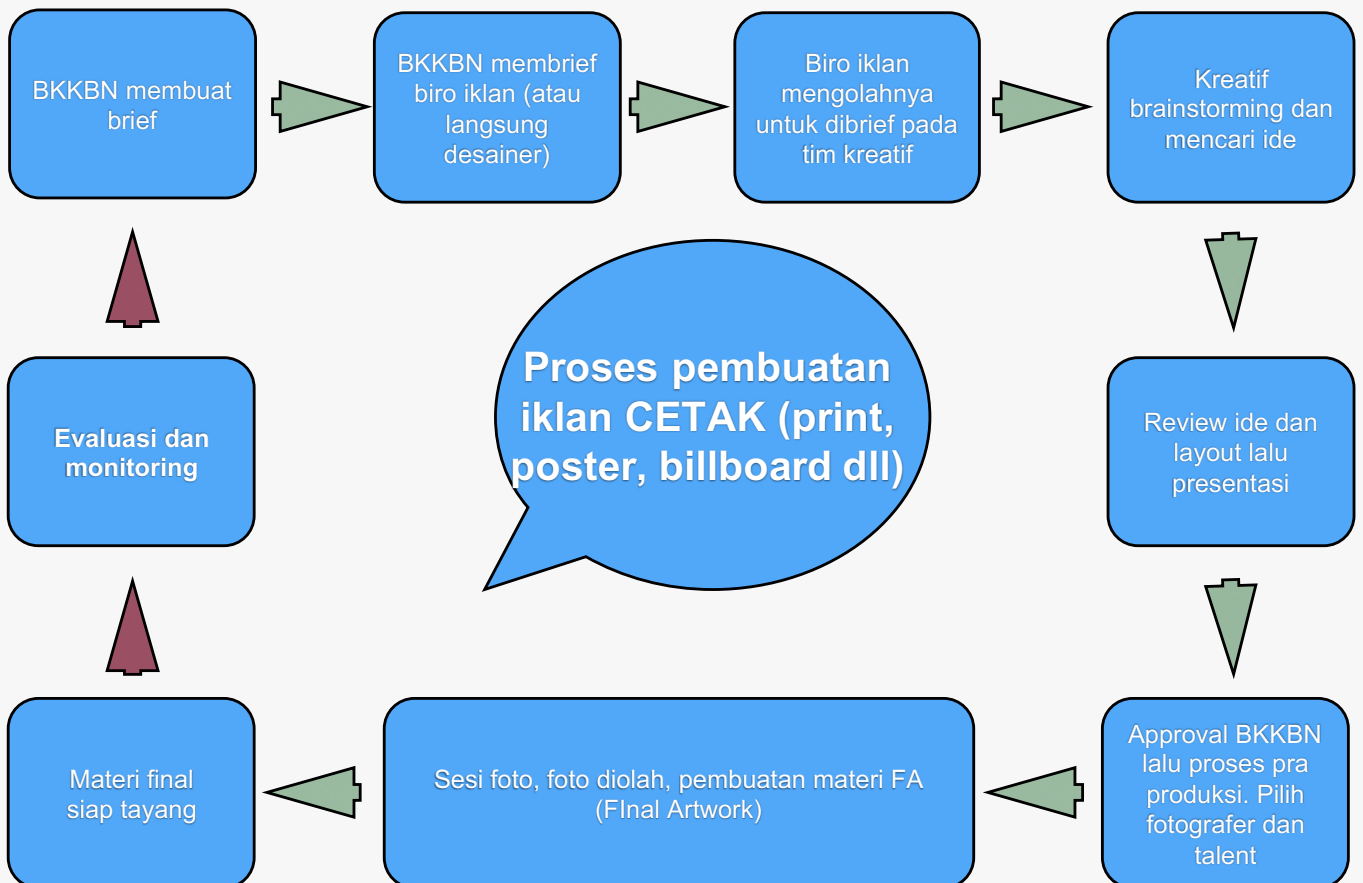 BKKBN membuat
brief
BKKBN membrief
biro iklan (atau
langsung
desainer)
Biro iklan
mengolahnya
untuk dibrief pada
tim kreatif
Kreatif
brainstorming dan
mencari ide
Review ide dan
layout lalu
presentasi
Approval BKKBN
lalu proses pra
produksi. Pilih
fotografer dan
talent
Sesi foto, foto diolah, pembuatan materi FA
(FInal Artwork)
Materi final
siap tayang
Evaluasi dan
monitoring
Proses pembuatan
iklan CETAK (print,
poster, billboard dll)